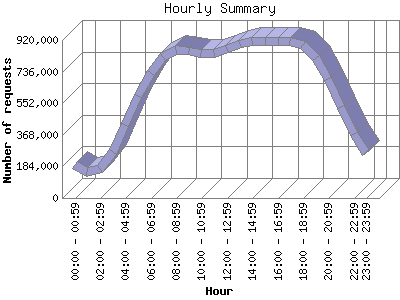 Hourly Summary
920,000
736,000
552,000
368,000
184,000
0
Number of requests
00:00 - 00:59
02:00 - 02:59
04:00 - 04:59
06:00 - 06:59
08:00 - 08:59
10:00 - 10:59
12:00 - 12:59
14:00 - 14:59
16:00 - 16:59
18:00 - 18:59
20:00 - 20:59
22:00 - 22:59
23:00 - 23:59
Hour